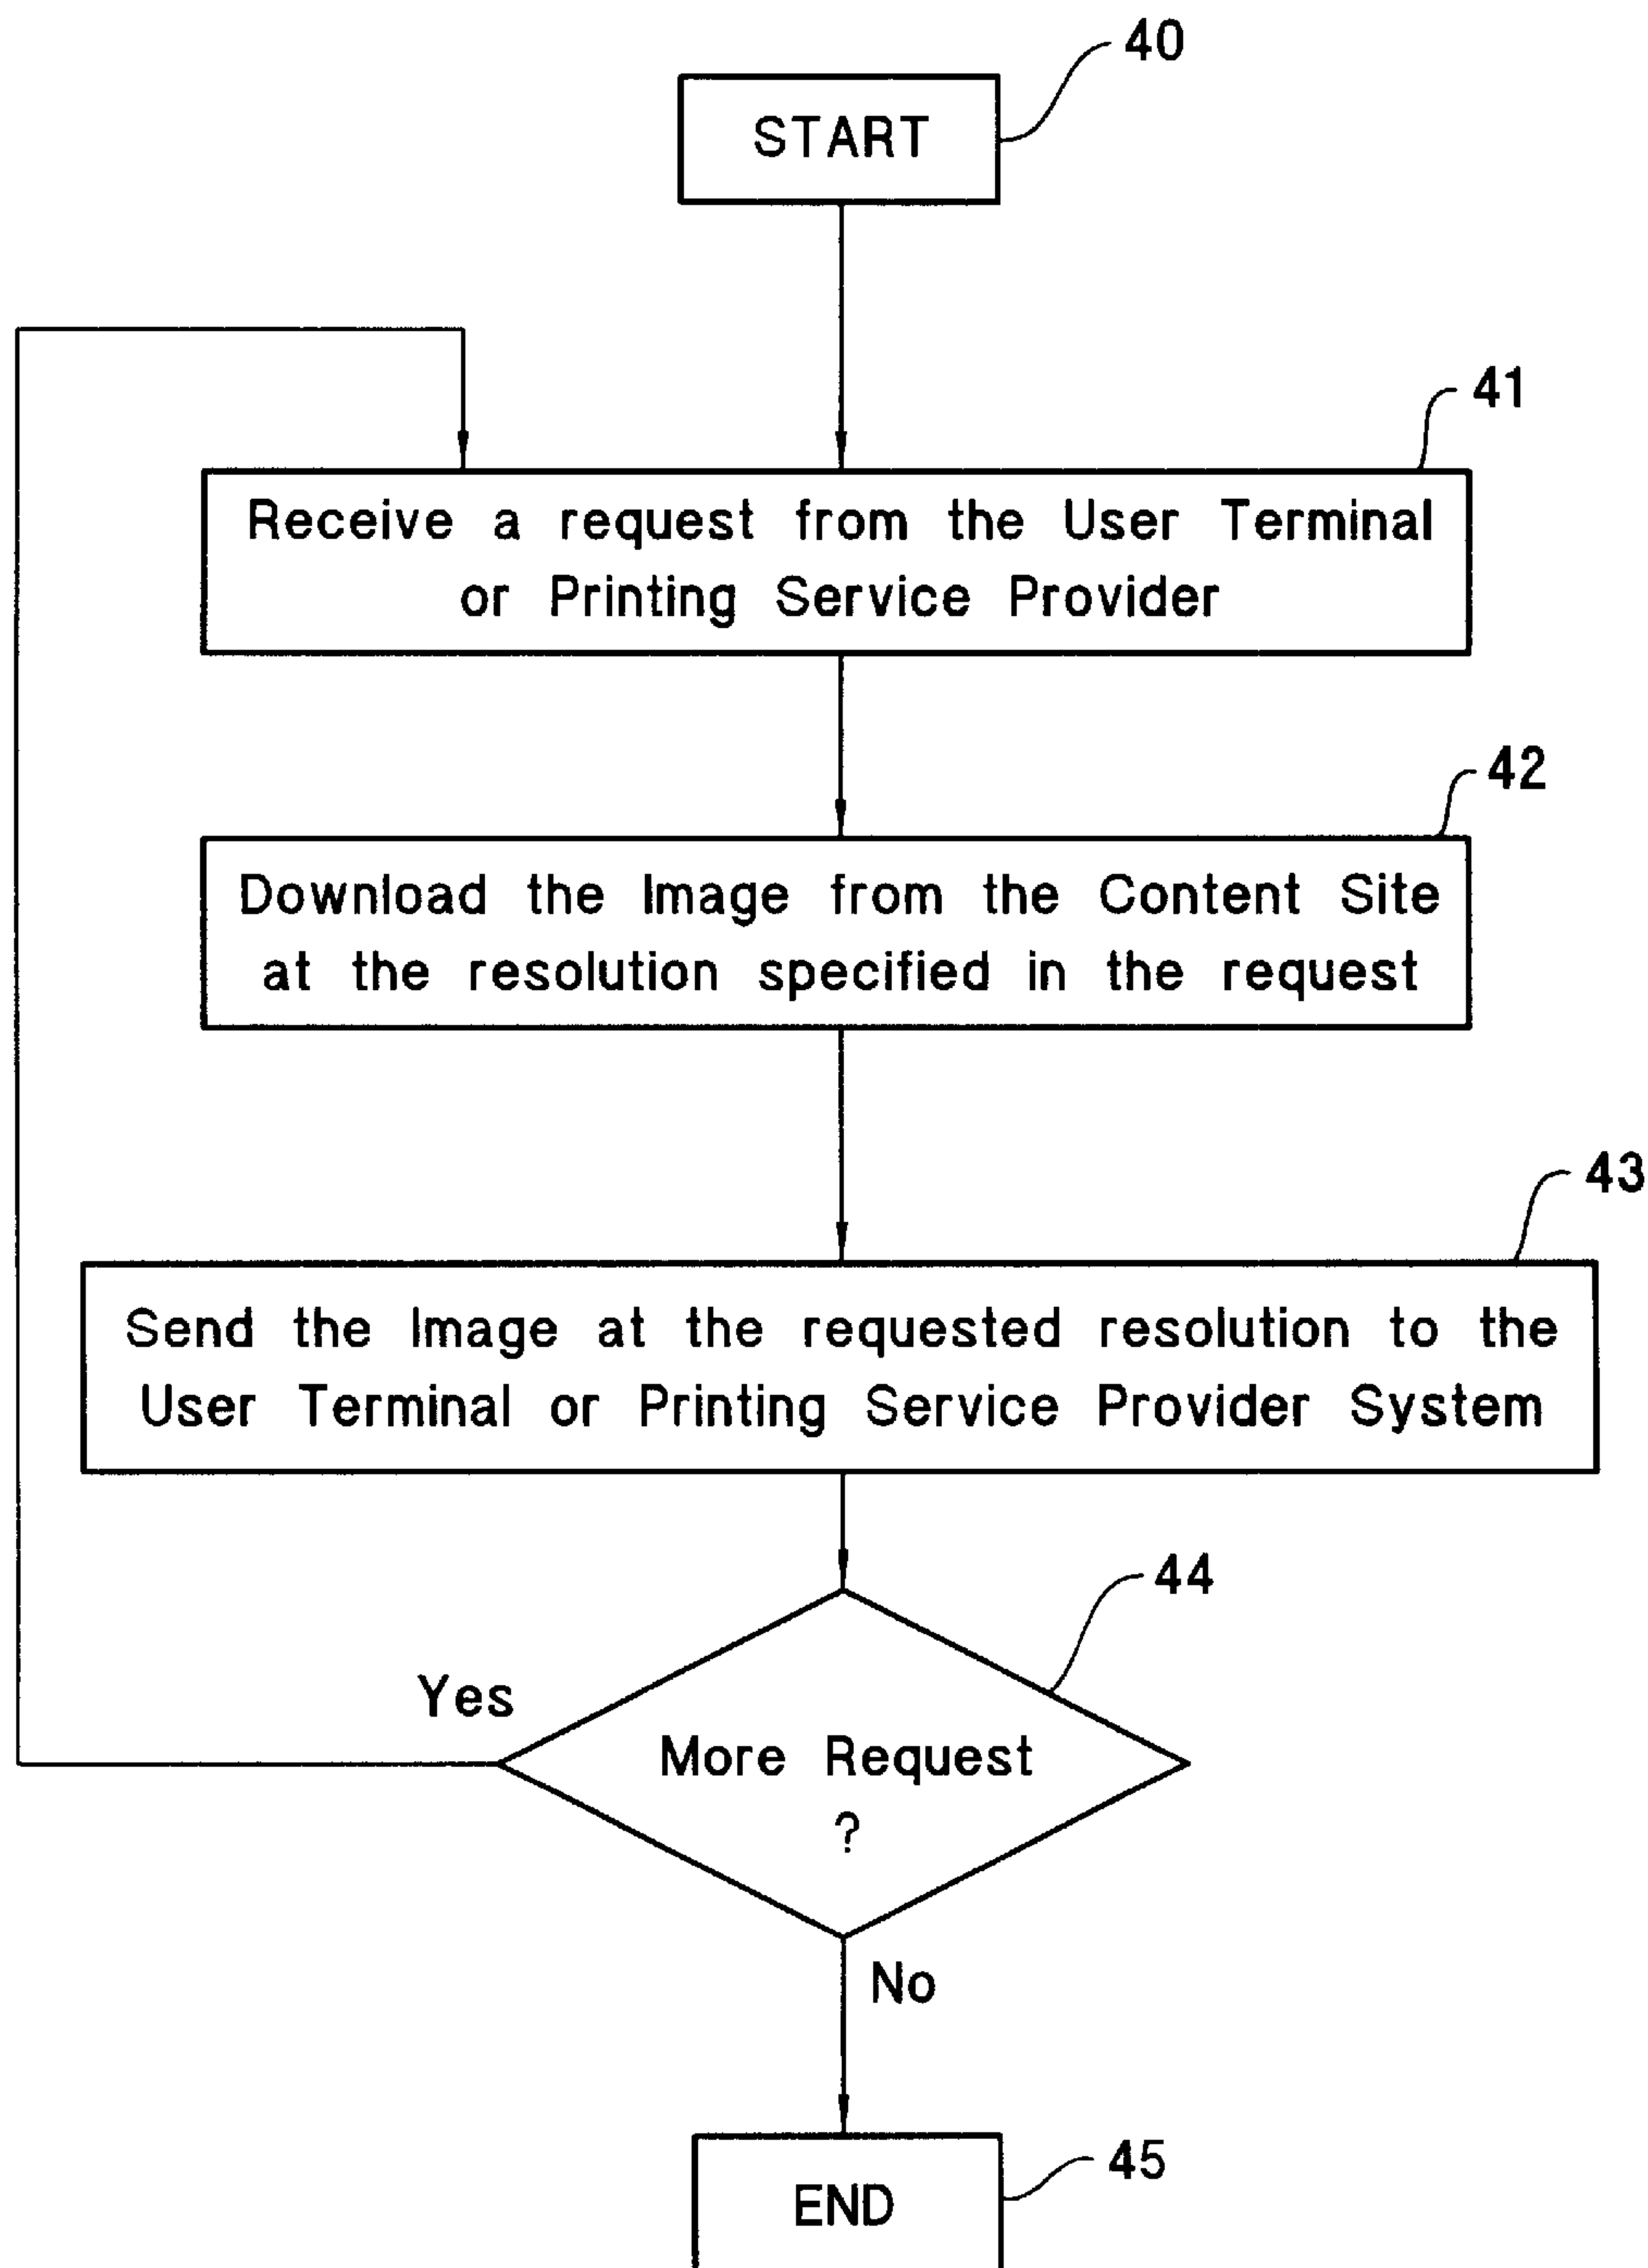 40
START
41
Receive a request from the User Terminal
or Printing Service Provider
42
Download the Image from the Content Site
at the resolution specified in the request
43
Send the Image at the requested resolution to the
User Terminal or Printing Service Provider System
44
Yes
More Request
?
No
45
END